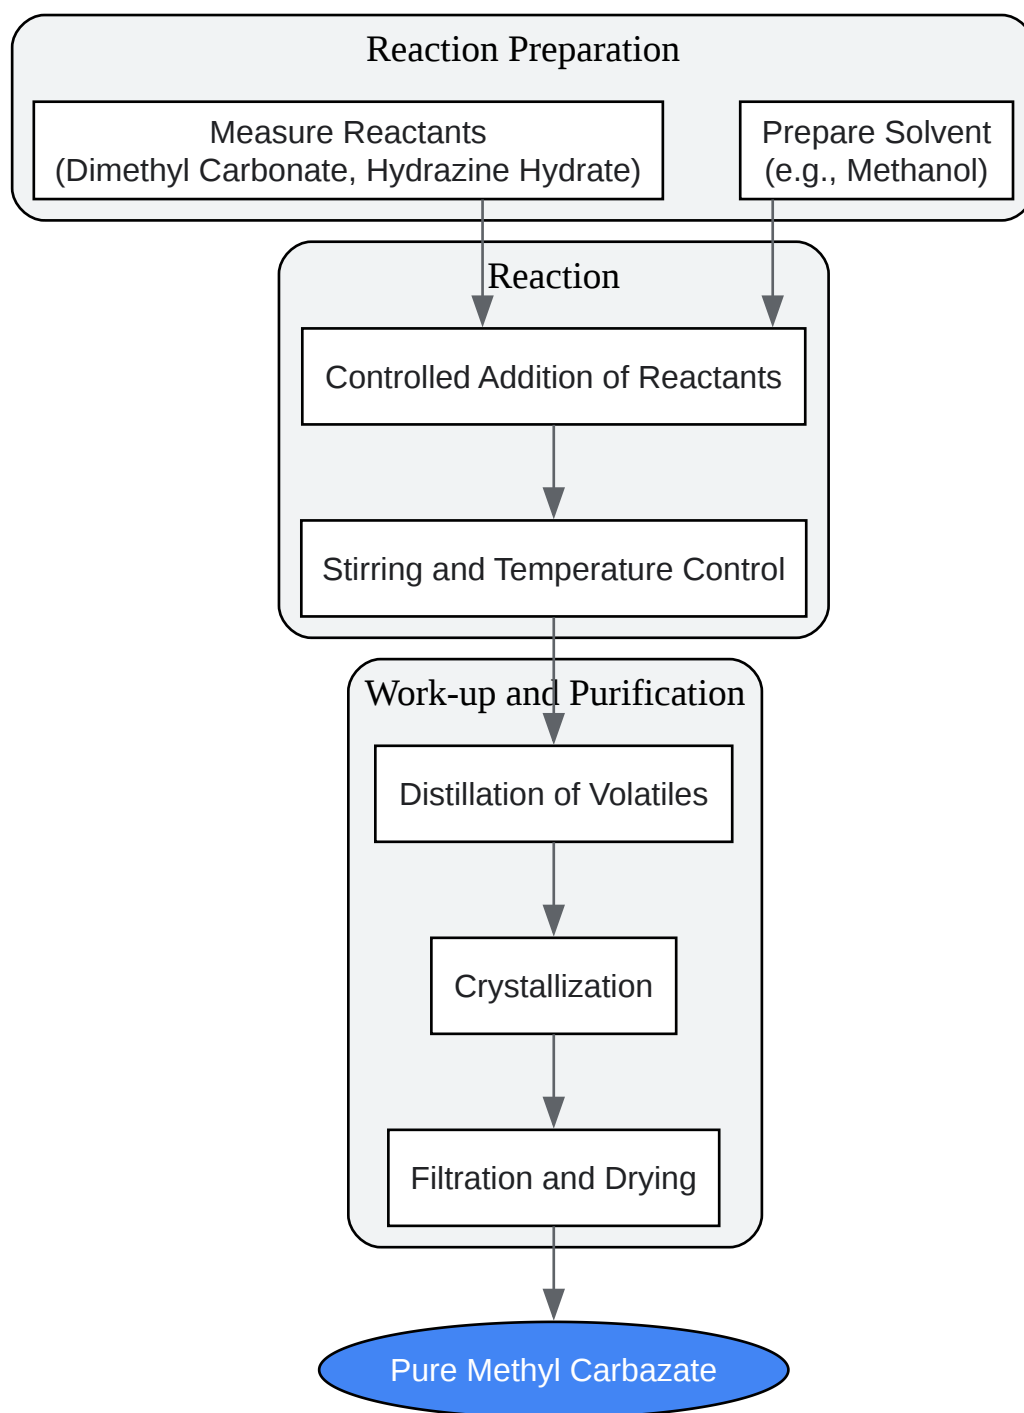 Reaction Preparation
Measure Reactants
(Dimethyl Carbonate, Hydrazine Hydrate)
Prepare Solvent
(e.g., Methanol)
Reaction
Controlled Addition of Reactants
Stirring and Temperature Control
Work-up and Purification
Distillation of Volatiles
Crystallization
Filtration and Drying
Pure Methyl Carbazate